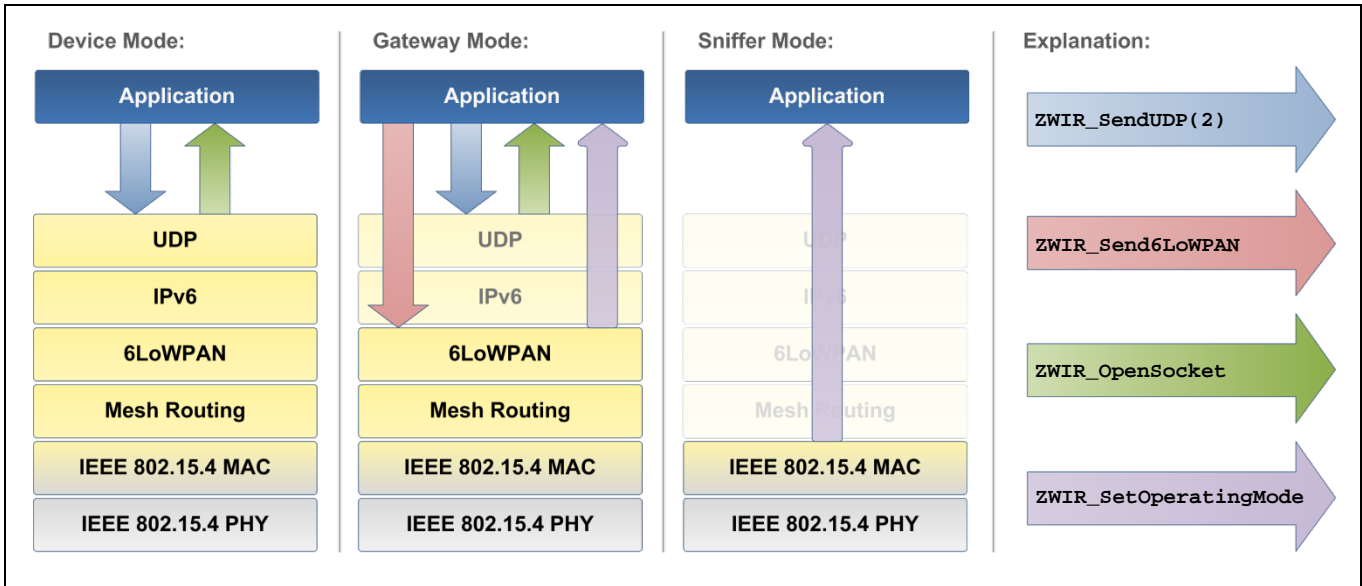 Device Mode:
Application
UDP
IPv6
6LoWPAN
Mesh Routing
IEEE 802.15.4 MAC
IEEE 802.15.4 PHY
Gateway Mode:
Application
UDP
IPv6
6LoWPAN
Mesh Routing
IEEE 802.15.4 MAC
IEEE 802.15.4 PHY
Sniffer Mode:
Application
UDP
IPv6
6LoWPAN
Mesh Routing
IEEE 802.15.4 MAC
IEEE 802.15.4 PHY
Explanation:
ZWIR_SendUDP(2)
ZWIR_Send6LoWPAN
ZWIR_OpenSocket
ZWIR_SetOperatingMode